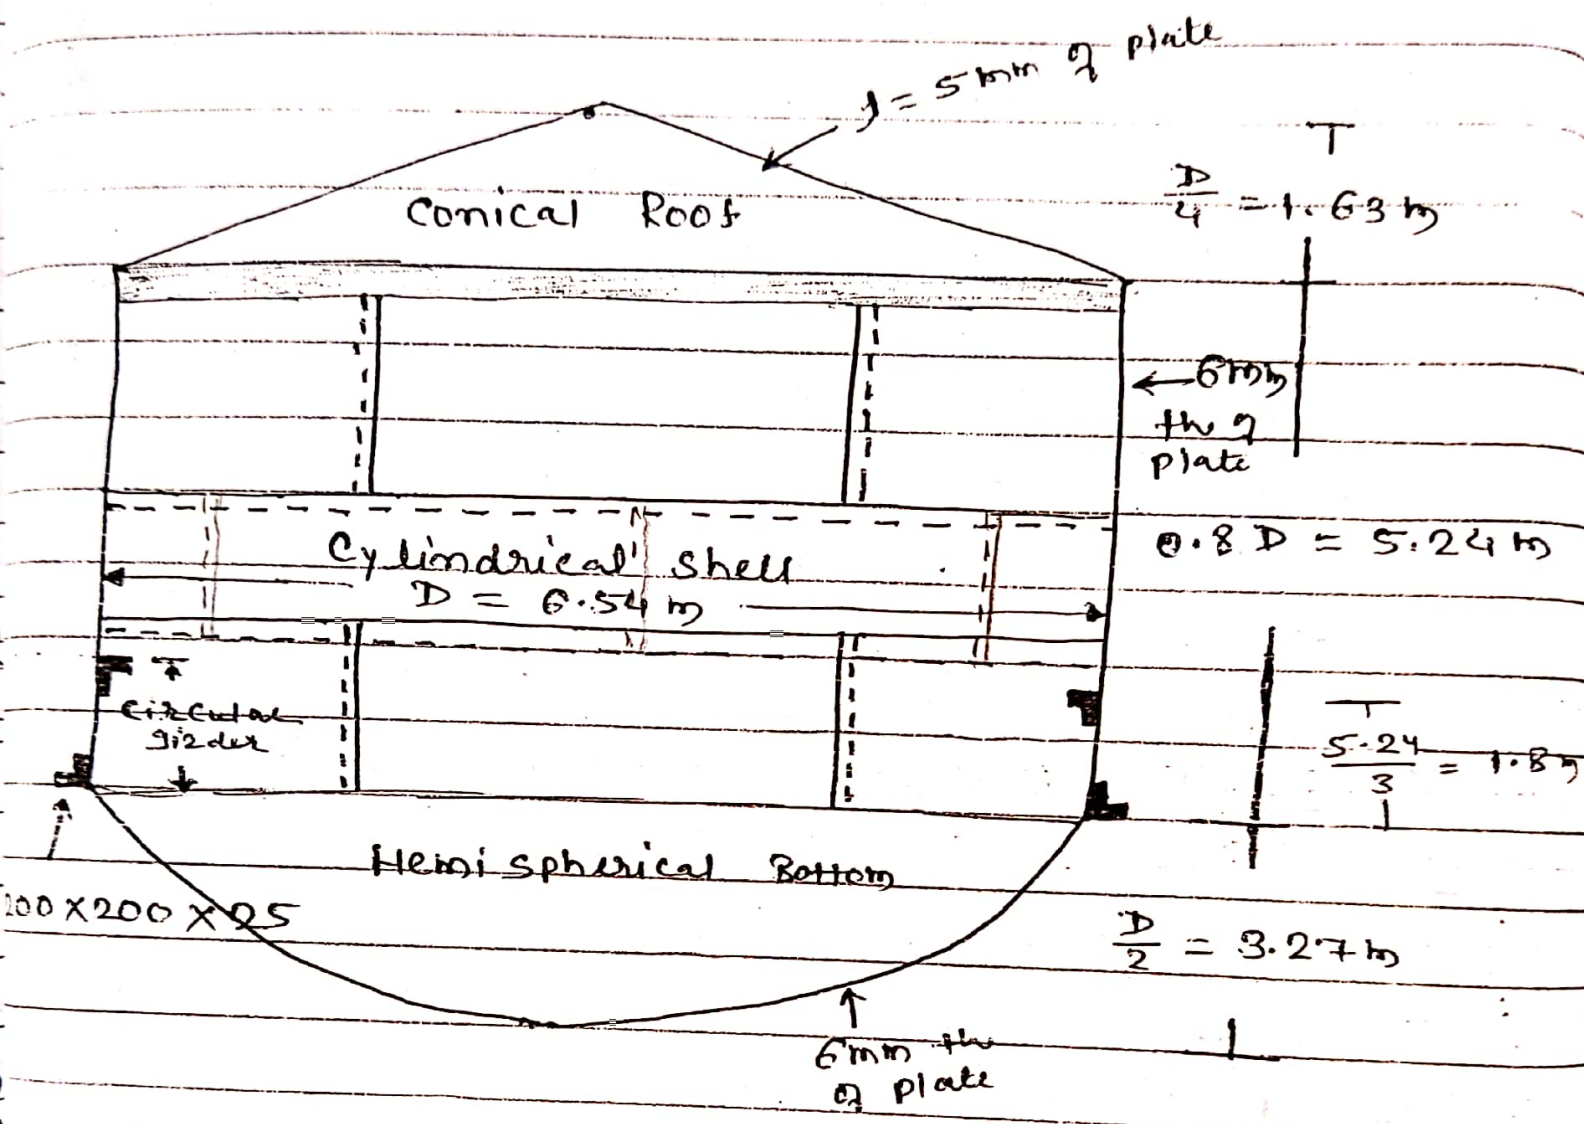 = 5mm of plate
Conical Roof
D/4 = 1.63 m
6mm
th of
plate
Cylindrical shell
0.8 D = 5.24 m
D = 6.54 m
Circular
girder
5.24/3 = 1.8 m
Hemi spherical Bottom
200 X 200 X 25
D/2 = 3.27 m
6mm th
of plate